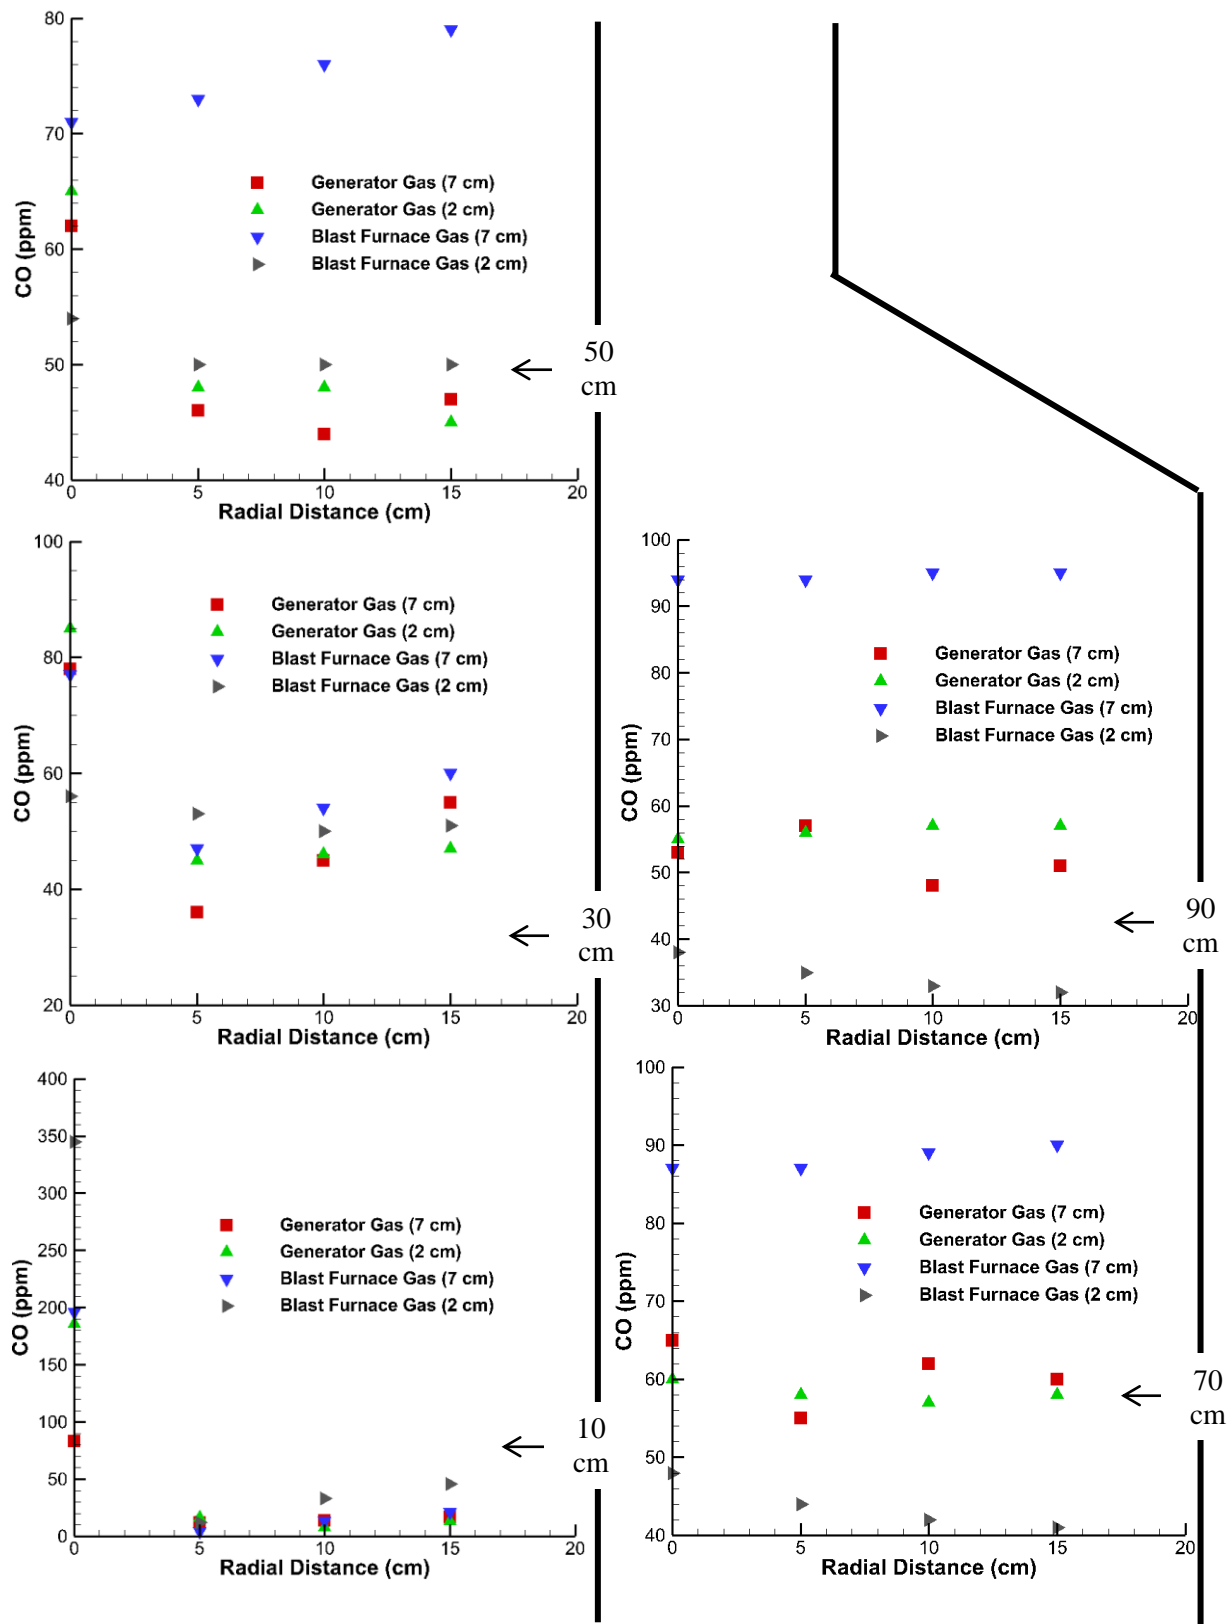 80
70
60
50
40
CO (ppm)
Generator Gas (7 cm)
Generator Gas (2 cm)
Blast Furnace Gas (7 cm)
Blast Furnace Gas (2 cm)
0 5 10 15 20
Radial Distance (cm)
50
cm
100
80
60
40
20
CO (ppm)
Generator Gas (7 cm)
Generator Gas (2 cm)
Blast Furnace Gas (7 cm)
Blast Furnace Gas (2 cm)
0 5 10 15 20
Radial Distance (cm)
30
cm
100
90
80
70
60
50
40
30
CO (ppm)
Generator Gas (7 cm)
Generator Gas (2 cm)
Blast Furnace Gas (7 cm)
Blast Furnace Gas (2 cm)
0 5 10 15 20
Radial Distance (cm)
90
cm
400
350
300
250
200
150
100
50
0
CO (ppm)
Generator Gas (7 cm)
Generator Gas (2 cm)
Blast Furnace Gas (7 cm)
Blast Furnace Gas (2 cm)
0 5 10 15 20
Radial Distance (cm)
10
cm
100
90
80
70
60
50
40
CO (ppm)
Generator Gas (7 cm)
Generator Gas (2 cm)
Blast Furnace Gas (7 cm)
Blast Furnace Gas (2 cm)
0 5 10 15 20
Radial Distance (cm)
70
cm